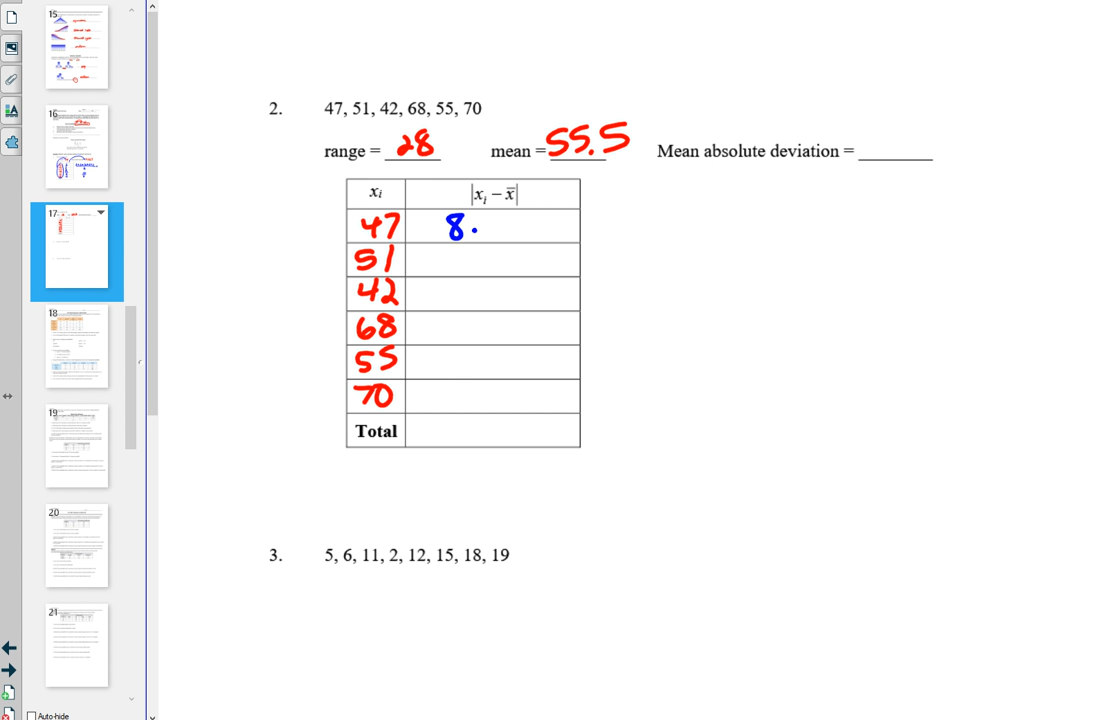 15
16
17
18
19
20
21
Auto-hide
2. 47, 51, 42, 68, 55, 70
range = 28 mean = 55.5 Mean absolute deviation = ________
xᵢ |xᵢ − x̅|
47 8.
51
42
68
55
70
Total
3. 5, 6, 11, 2, 12, 15, 18, 19